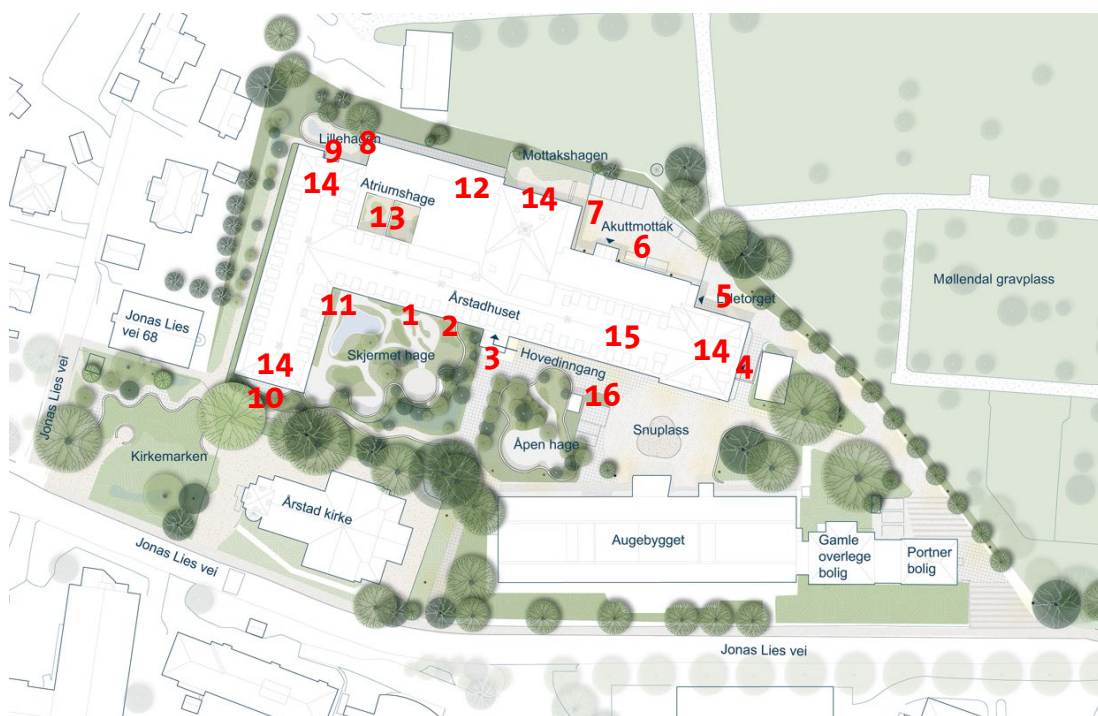 Lillehagen
8
9
Mottakshagen
14
Atriumshage
12
14
13
7
Akuttmottak
6
Møllendal gravplass
5
Lilletorget
11
1
Årstadhuset
2
15
Jonas Lies
vei 68
Skjermet hage
3
Hovedinngang
14
4
14
10
16
Jonas Lies vei
Åpen hage
Snuplass
Kirkemarken
Årstad kirke
Augebygget
Gamle
overlege
bolig
Portner
bolig
Jonas Lies vei
Jonas Lies vei